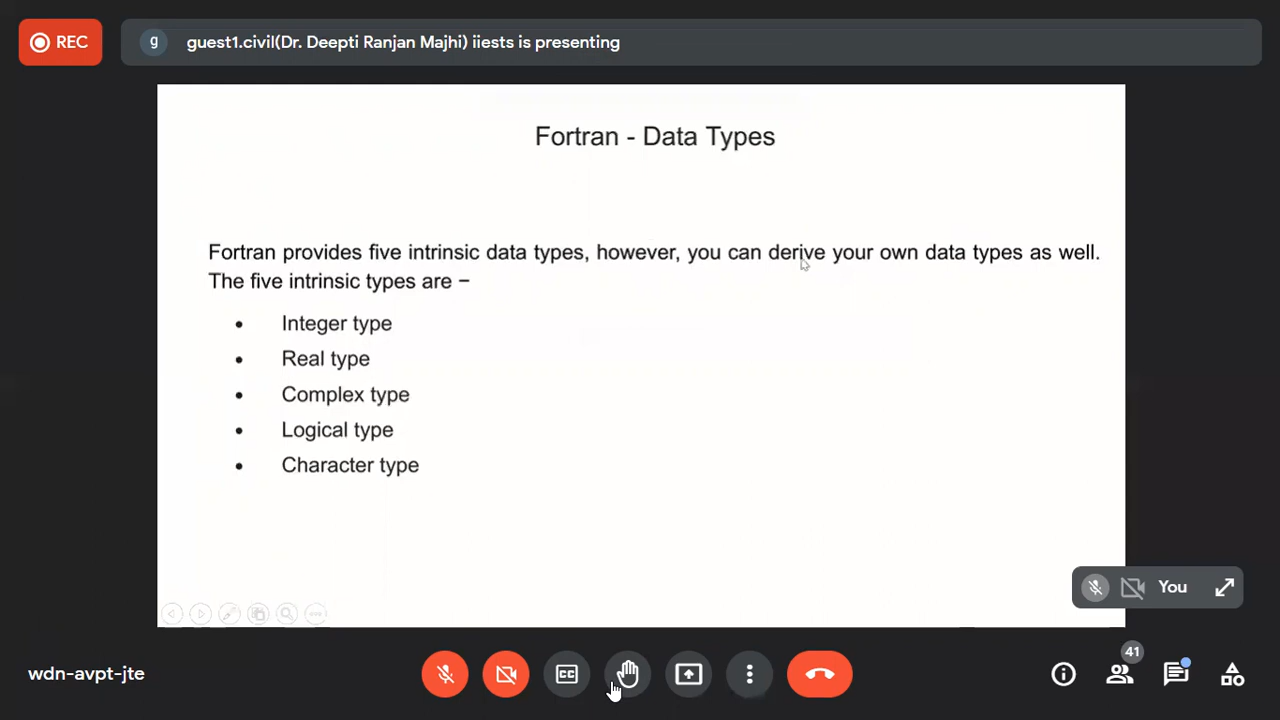 REC
g guest1.civil(Dr. Deepti Ranjan Majhi) iiests is presenting
Fortran - Data Types
Fortran provides five intrinsic data types, however, you can derive your own data types as well.
The five intrinsic types are −
• Integer type
• Real type
• Complex type
• Logical type
• Character type
You
wdn-avpt-jte
CC
41